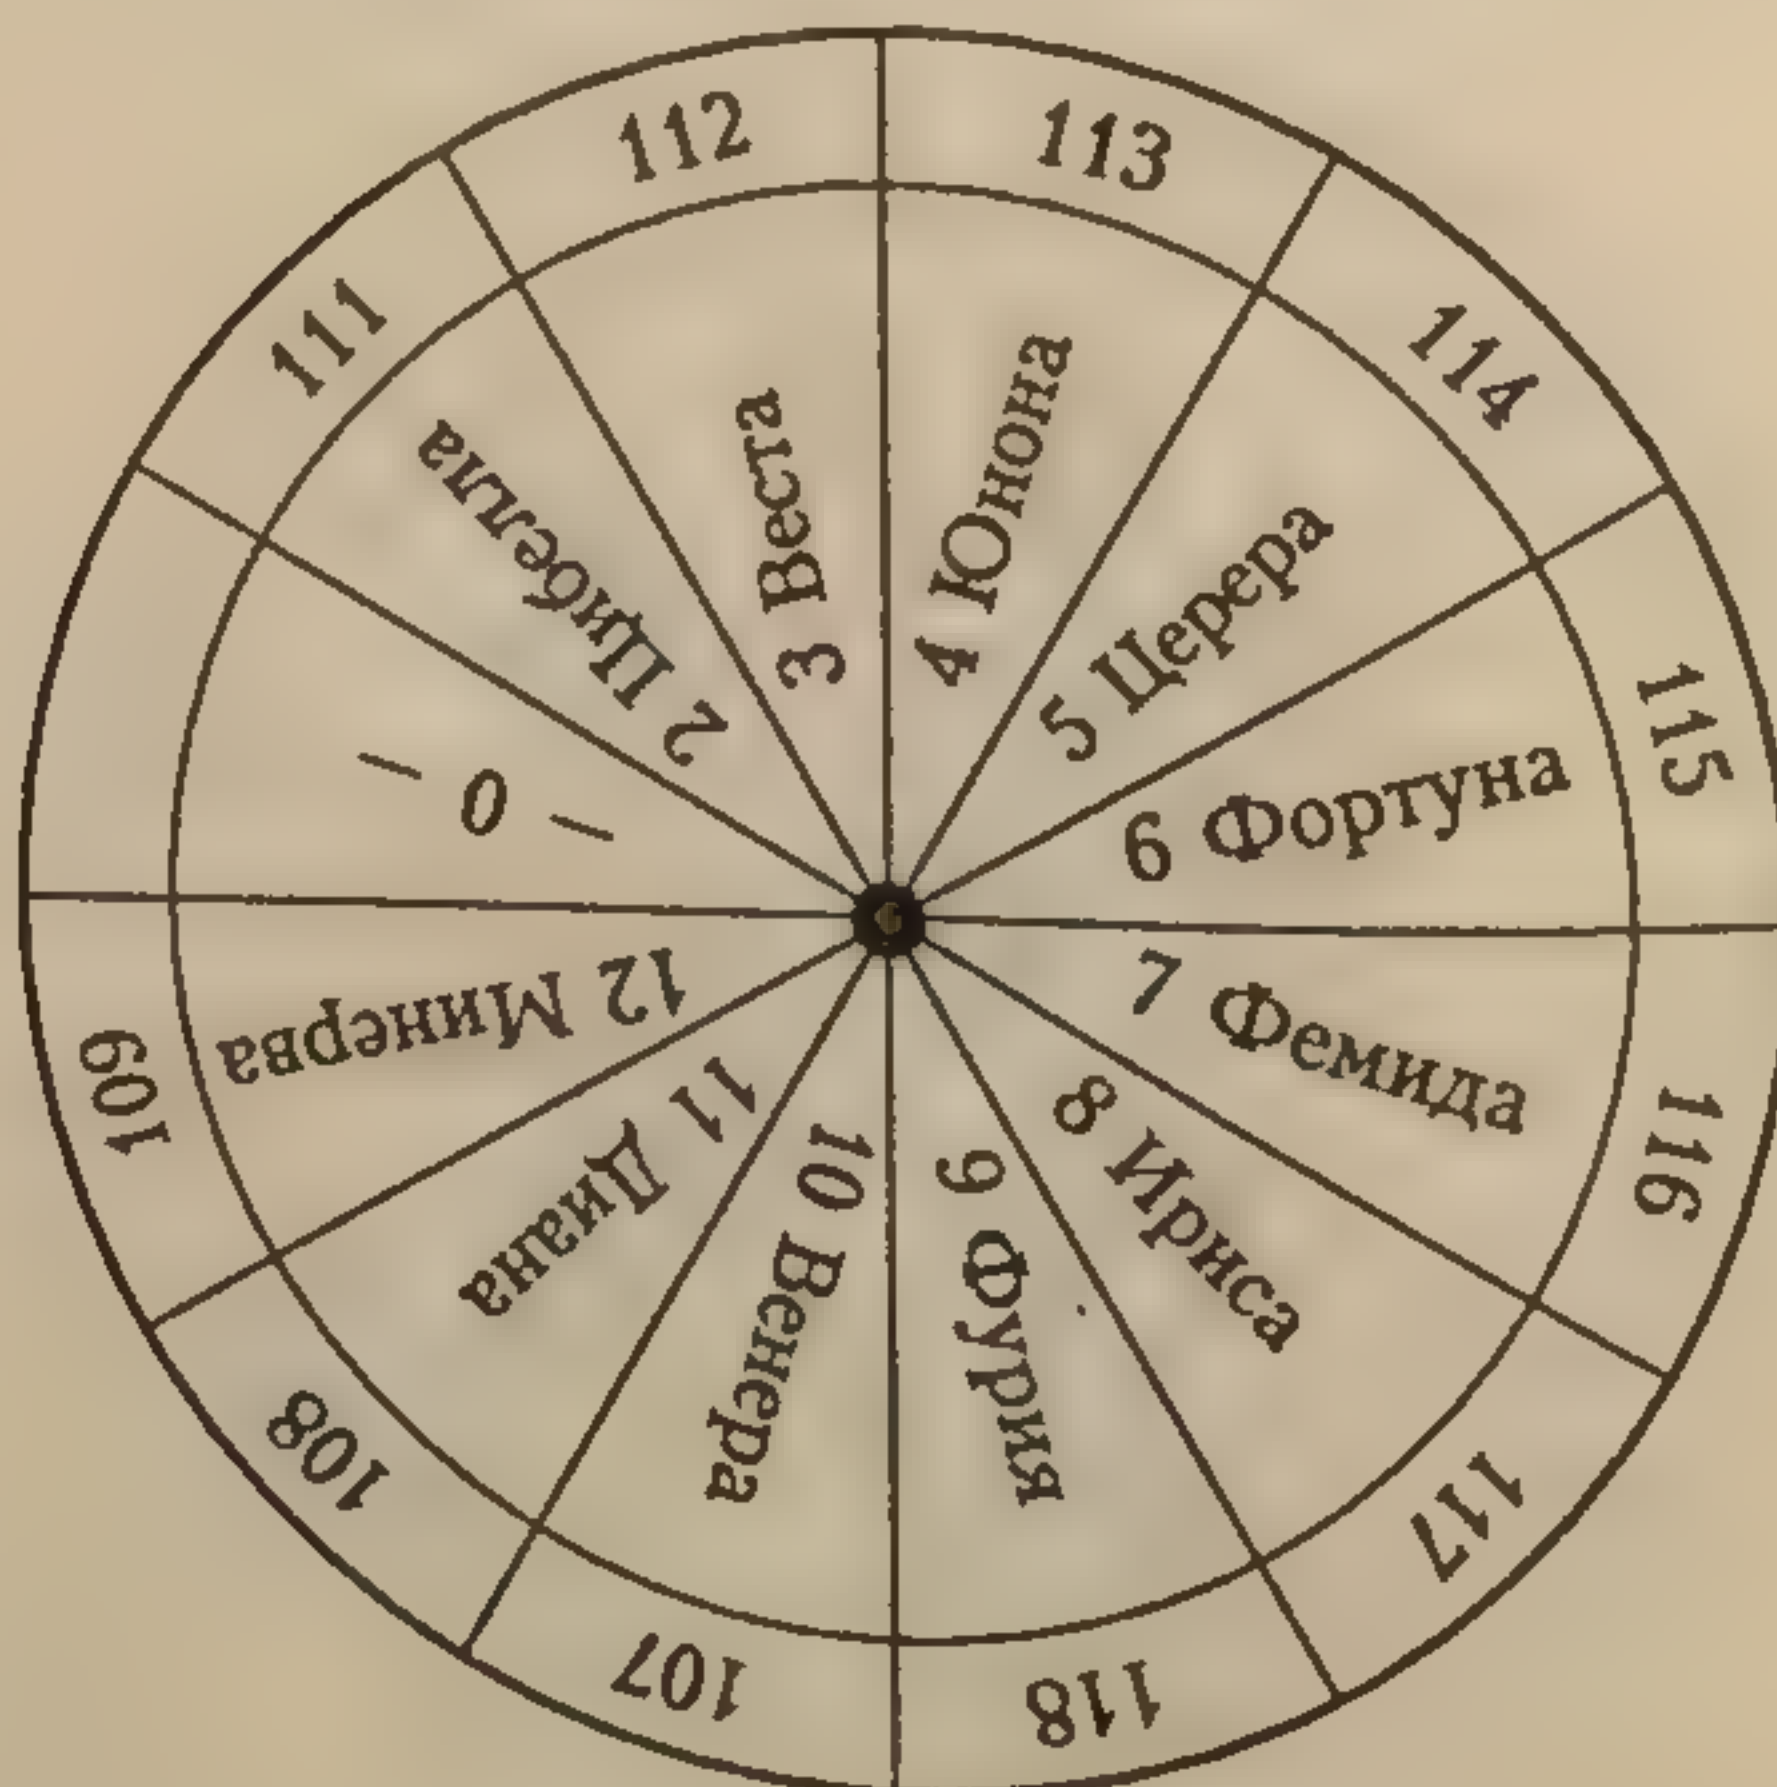 112
113
114
115
116
117
118
107
108
109
111
– 0 –
2 Цибелла
3 Веста
4 Юнона
5 Церера
6 Фортуна
7 Фемида
8 Ириса
9 Фурия
10 Венера
11 Диана
12 Минерва